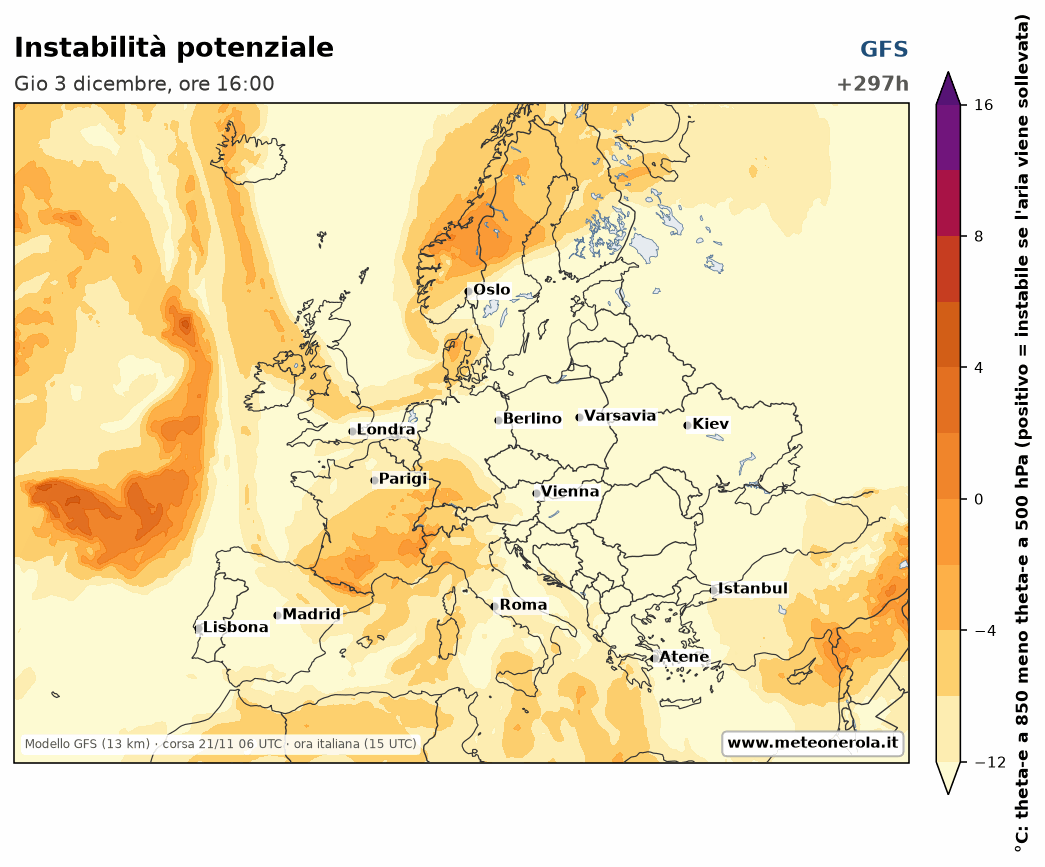 Instabilità potenziale
GFS
Gio 3 dicembre, ore 16:00
+297h
Oslo
Berlino
Varsavia
Kiev
Londra
Parigi
Vienna
Istanbul
Roma
Madrid
Lisbona
Atene
Modello GFS (13 km) · corsa 21/11 06 UTC · ora italiana (15 UTC)
www.meteonerola.it
16
8
4
0
−4
−12
°C: theta-e a 850 meno theta-e a 500 hPa (positivo = instabile se l'aria viene sollevata)